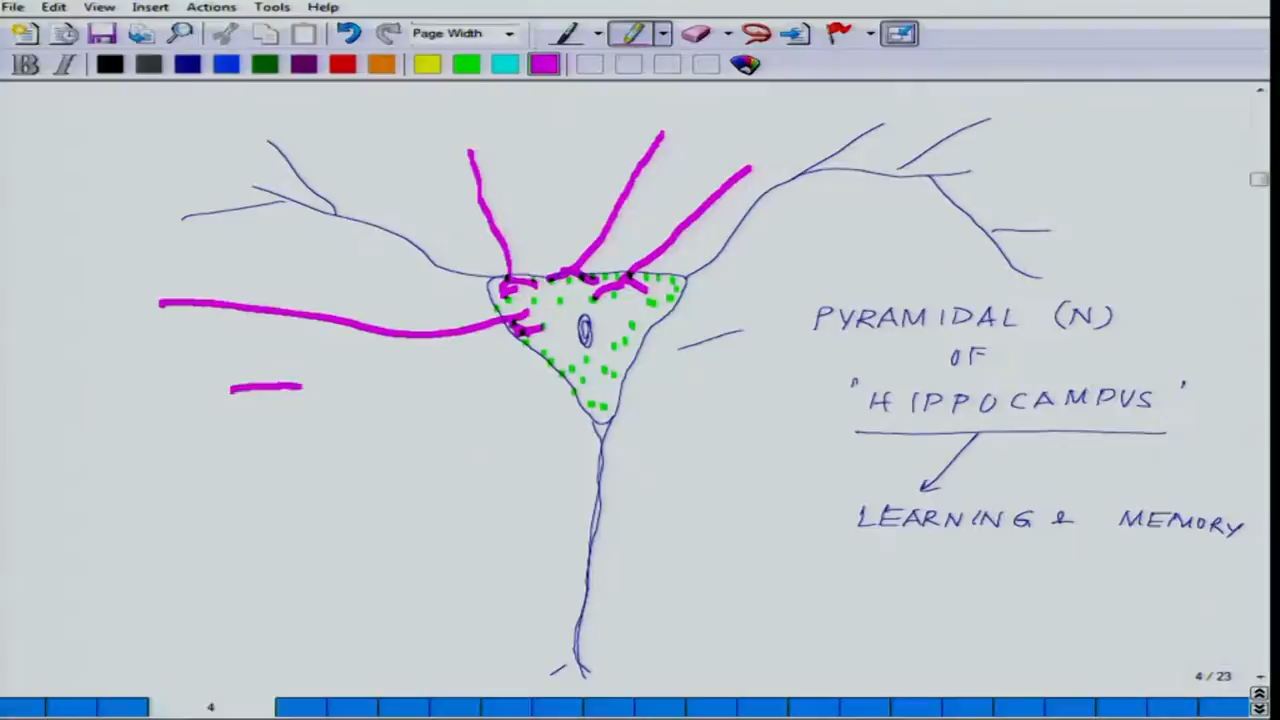 File Edit View Insert Actions Tools Help
Page Width
B I
PYRAMIDAL (N)
OF
"HIPPOCAMPUS'
LEARNING & MEMORY
4 / 23
4